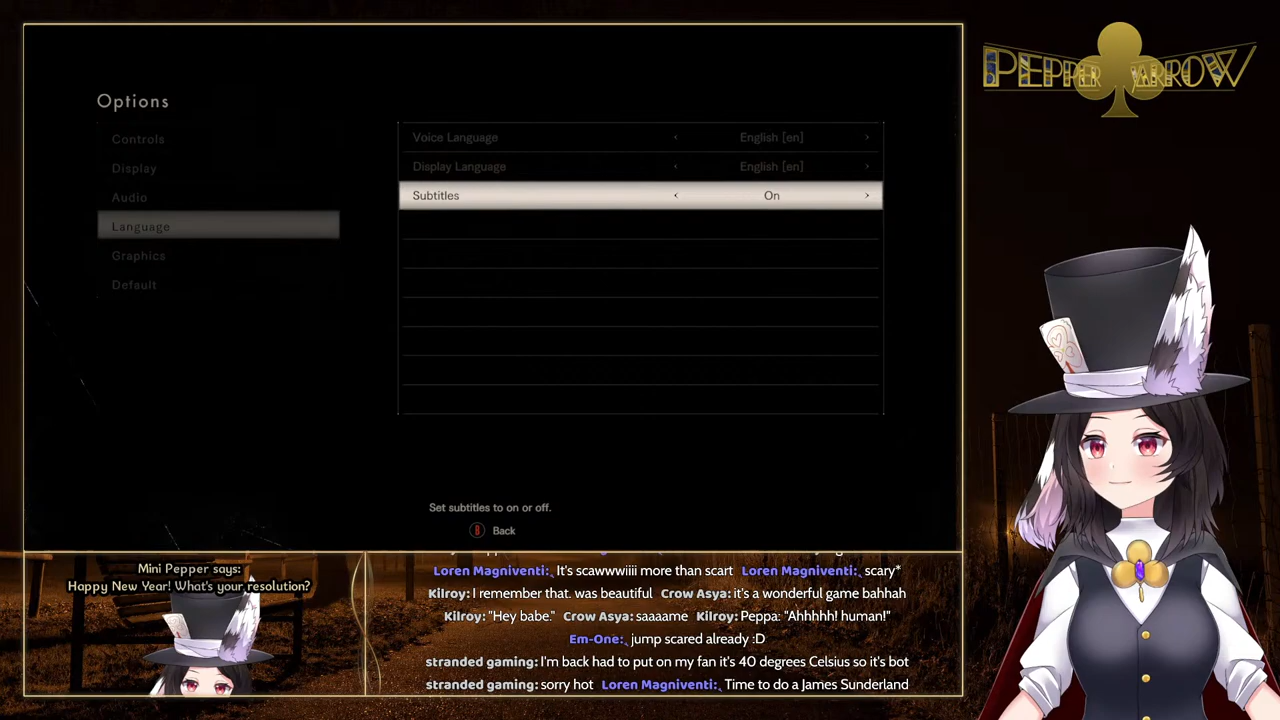 PEPPER ARROW
Options
Controls
Display
Audio
Language
Graphics
Default
Voice Language ‹ English [en] ›
Display Language ‹ English [en] ›
Subtitles ‹ On ›
Set subtitles to on or off.
B Back
Mini Pepper says:
Happy New Year! What's your resolution?
Loren Magniventi: It's scawwwiiii more than scart Loren Magniventi: scary*
Kilroy: I remember that. was beautiful Crow Asya: it's a wonderful game bahhah
Kilroy: "Hey babe." Crow Asya: saaaame Kilroy: Peppa: "Ahhhhh! human!"
Em-One: jump scared already :D
stranded gaming: I'm back had to put on my fan it's 40 degrees Celsius so it's bot
stranded gaming: sorry hot Loren Magniventi: Time to do a James Sunderland